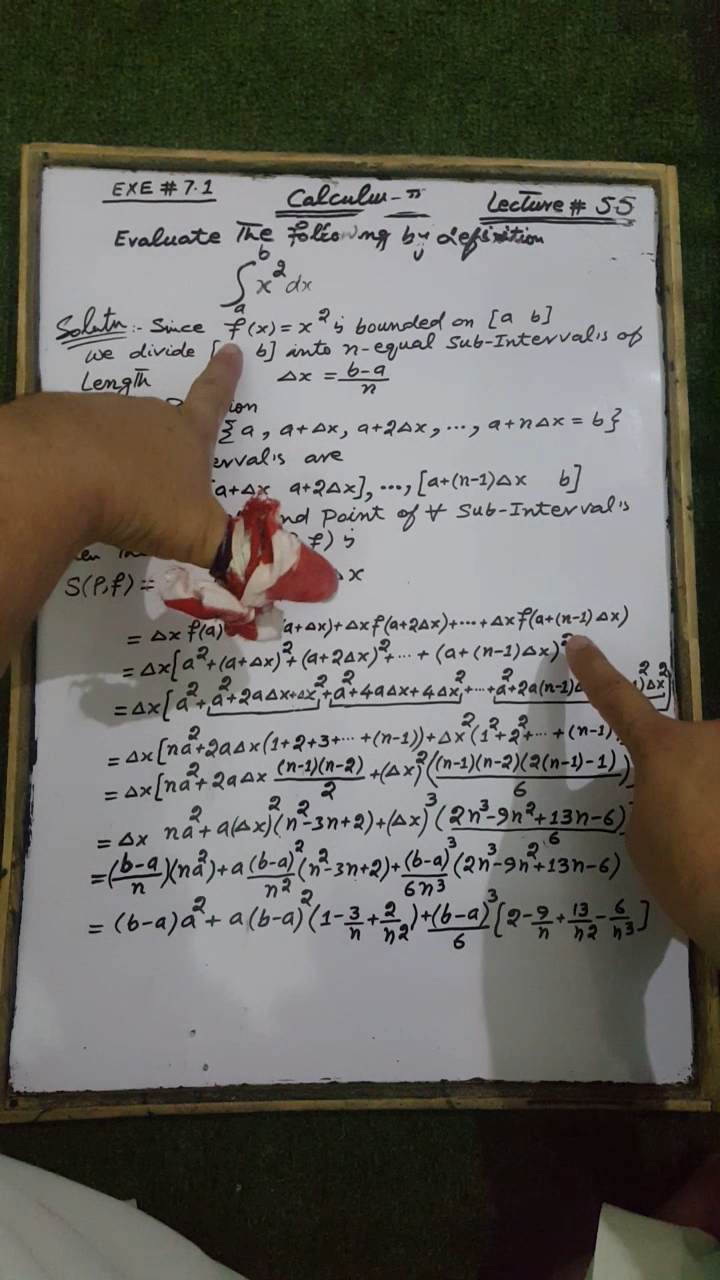 EXE # 7.1
Calculus-II
Lecture # 55
Evaluate The following by definition
∫ₐᵇ x² dx
Solutn:- Since f(x) = x² is bounded on [a b]
we divide [ b] into n-equal Sub-Intervals of
Length Δx = (b-a)/n
ion
{a, a+Δx, a+2Δx, ..., a+nΔx = b}
ervals are
[a+Δx a+2Δx], ..., [a+(n-1)Δx b]
nd Point of ∀ Sub-Intervals
f) is
S(P,f) = Δx
= Δx f(a) (a+Δx) + Δx f(a+2Δx) + ... + Δx f(a+(n-1)Δx)
= Δx[a² + (a+Δx)² + (a+2Δx)² + ... + (a+(n-1)Δx)²
= Δx[a² + a² + 2aΔx + Δx² + a² + 4aΔx + 4Δx² + ... + a² + 2a(n-1)Δ 1)²Δx²]
= Δx[na² + 2aΔx(1+2+3+...+(n-1)) + Δx²(1²+2²+...+(n-1)
= Δx[na² + 2aΔx (n-1)(n-2)/2 + (Δx)²((n-1)(n-2)(2(n-1)-1)/6)
= Δx na² + a(Δx)²(n²-3n+2) + (Δx)³(2n³-9n²+13n-6)/6
= ((b-a)/n)(na²) + a (b-a)²/n² (n²-3n+2) + (b-a)³/6n³ (2n³-9n²+13n-6)
= (b-a)a² + a(b-a)²(1 - 3/n + 2/n²) + (b-a)³/6 [2 - 9/n + 13/n² - 6/n³]